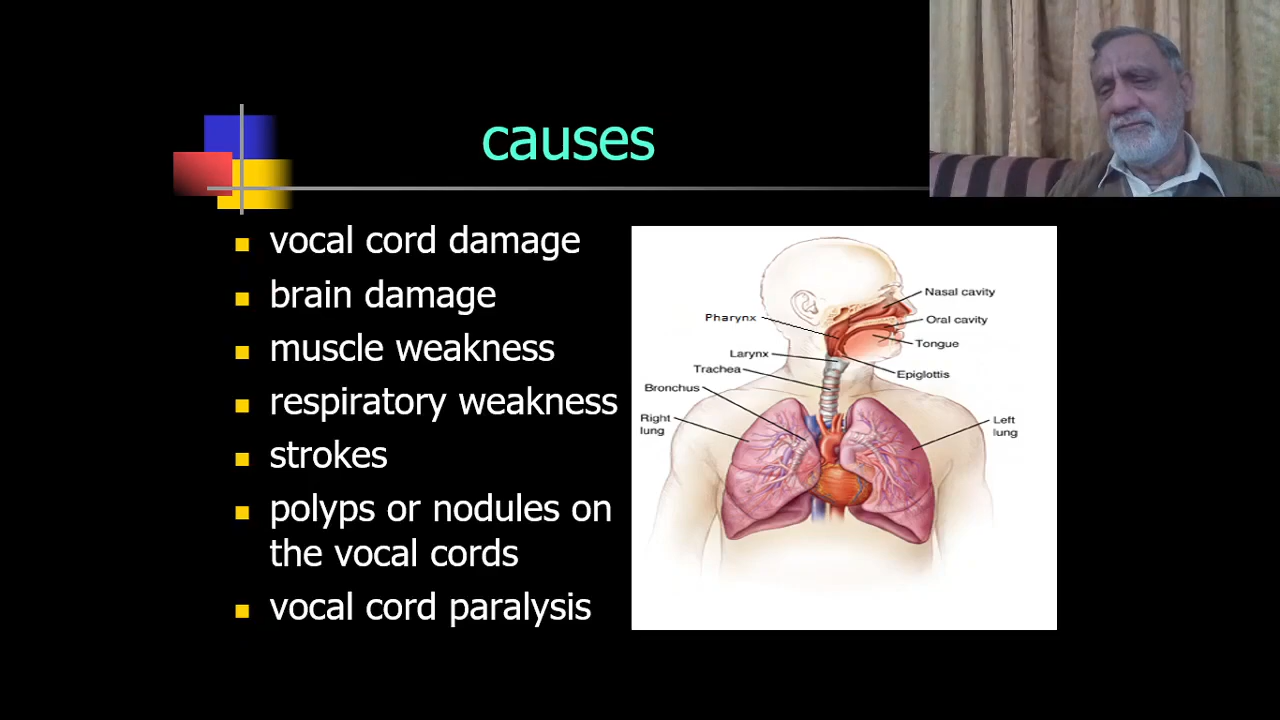 causes
vocal cord damage
brain damage
muscle weakness
respiratory weakness
strokes
polyps or nodules on
the vocal cords
vocal cord paralysis
Nasal cavity
Pharynx
Oral cavity
Tongue
Larynx
Trachea
Epiglottis
Bronchus
Right
lung
Left
lung